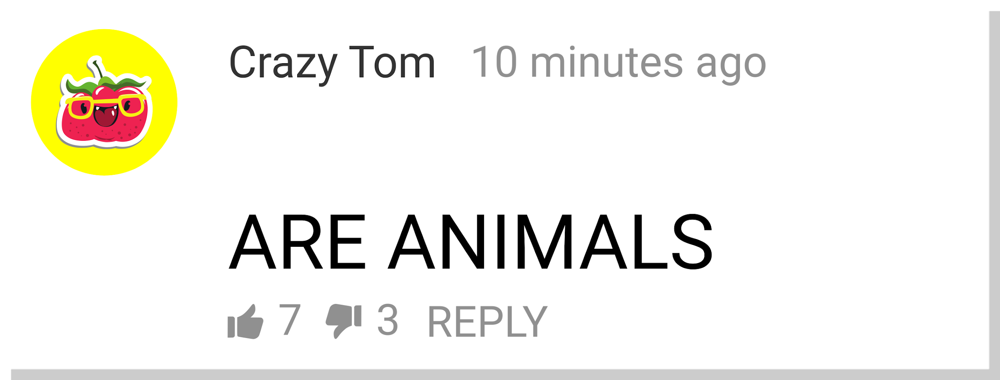 Crazy Tom 10 minutes ago
ARE ANIMALS
7 3 REPLY